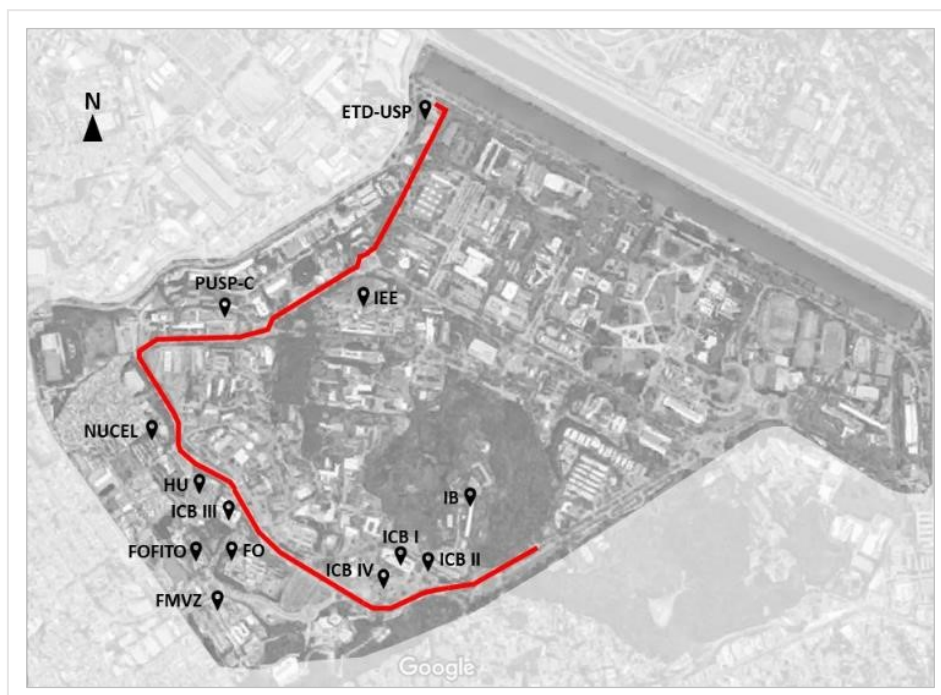 N
ETD-USP
PUSP-C
IEE
NUCEL
HU
IB
ICB III
ICB I
FOFITO
FO
ICB II
ICB IV
FMVZ
Google